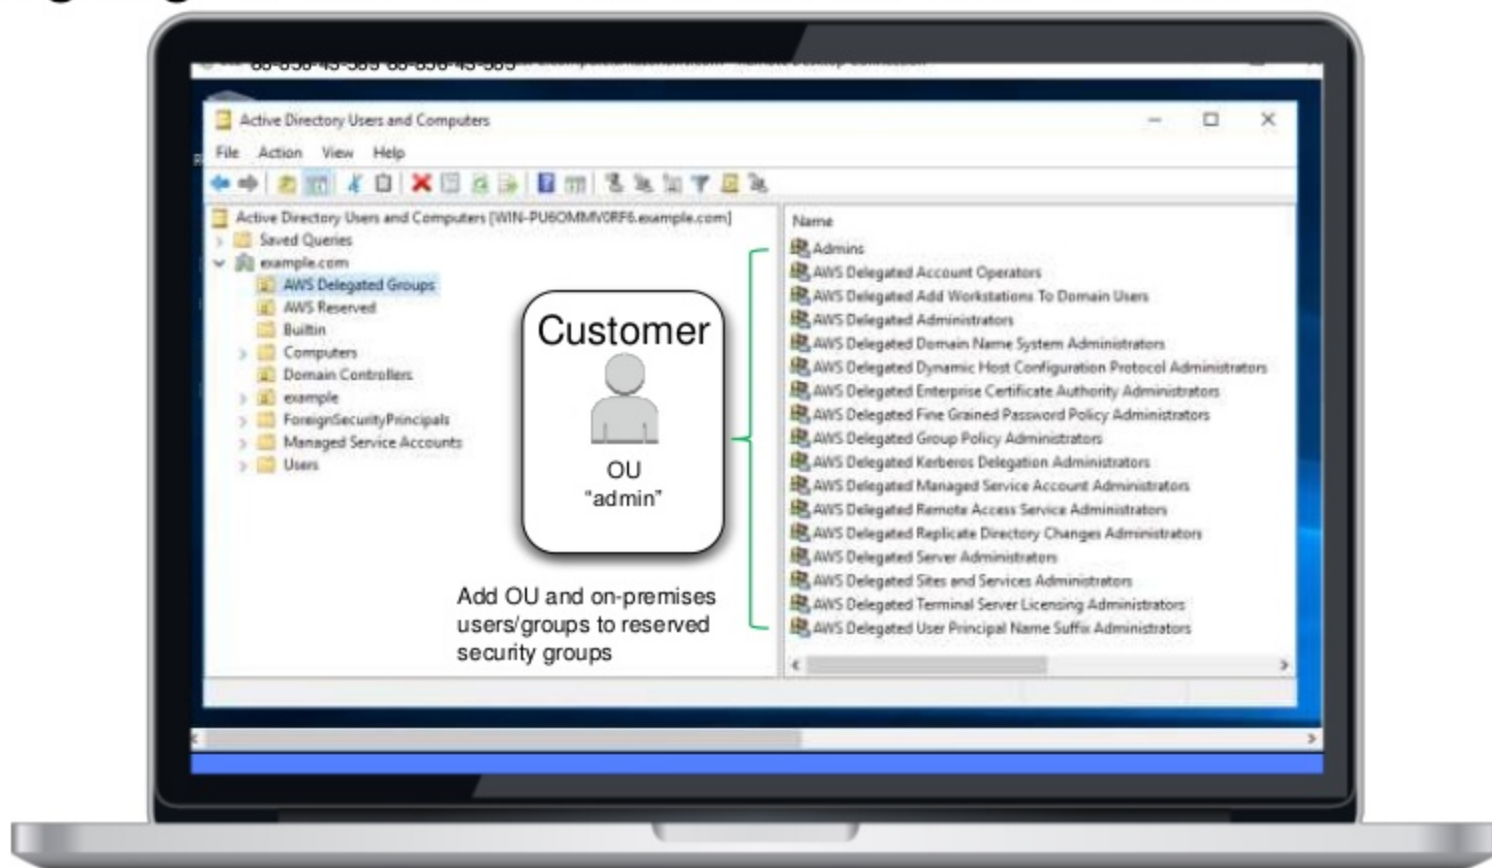 Active Directory Users and Computers
File Action View Help
Active Directory Users and Computers [WIN-PU6OMMV0RF6.example.com]
Saved Queries
example.com
AWS Delegated Groups
AWS Reserved
Builtin
Computers
Domain Controllers
example
ForeignSecurityPrincipals
Managed Service Accounts
Users
Customer
OU
“admin”
Add OU and on-premises
users/groups to reserved
security groups
Name
Admins
AWS Delegated Account Operators
AWS Delegated Add Workstations To Domain Users
AWS Delegated Administrators
AWS Delegated Domain Name System Administrators
AWS Delegated Dynamic Host Configuration Protocol Administrators
AWS Delegated Enterprise Certificate Authority Administrators
AWS Delegated Fine Grained Password Policy Administrators
AWS Delegated Group Policy Administrators
AWS Delegated Kerberos Delegation Administrators
AWS Delegated Managed Service Account Administrators
AWS Delegated Remote Access Service Administrators
AWS Delegated Replicate Directory Changes Administrators
AWS Delegated Server Administrators
AWS Delegated Sites and Services Administrators
AWS Delegated Terminal Server Licensing Administrators
AWS Delegated User Principal Name Suffix Administrators